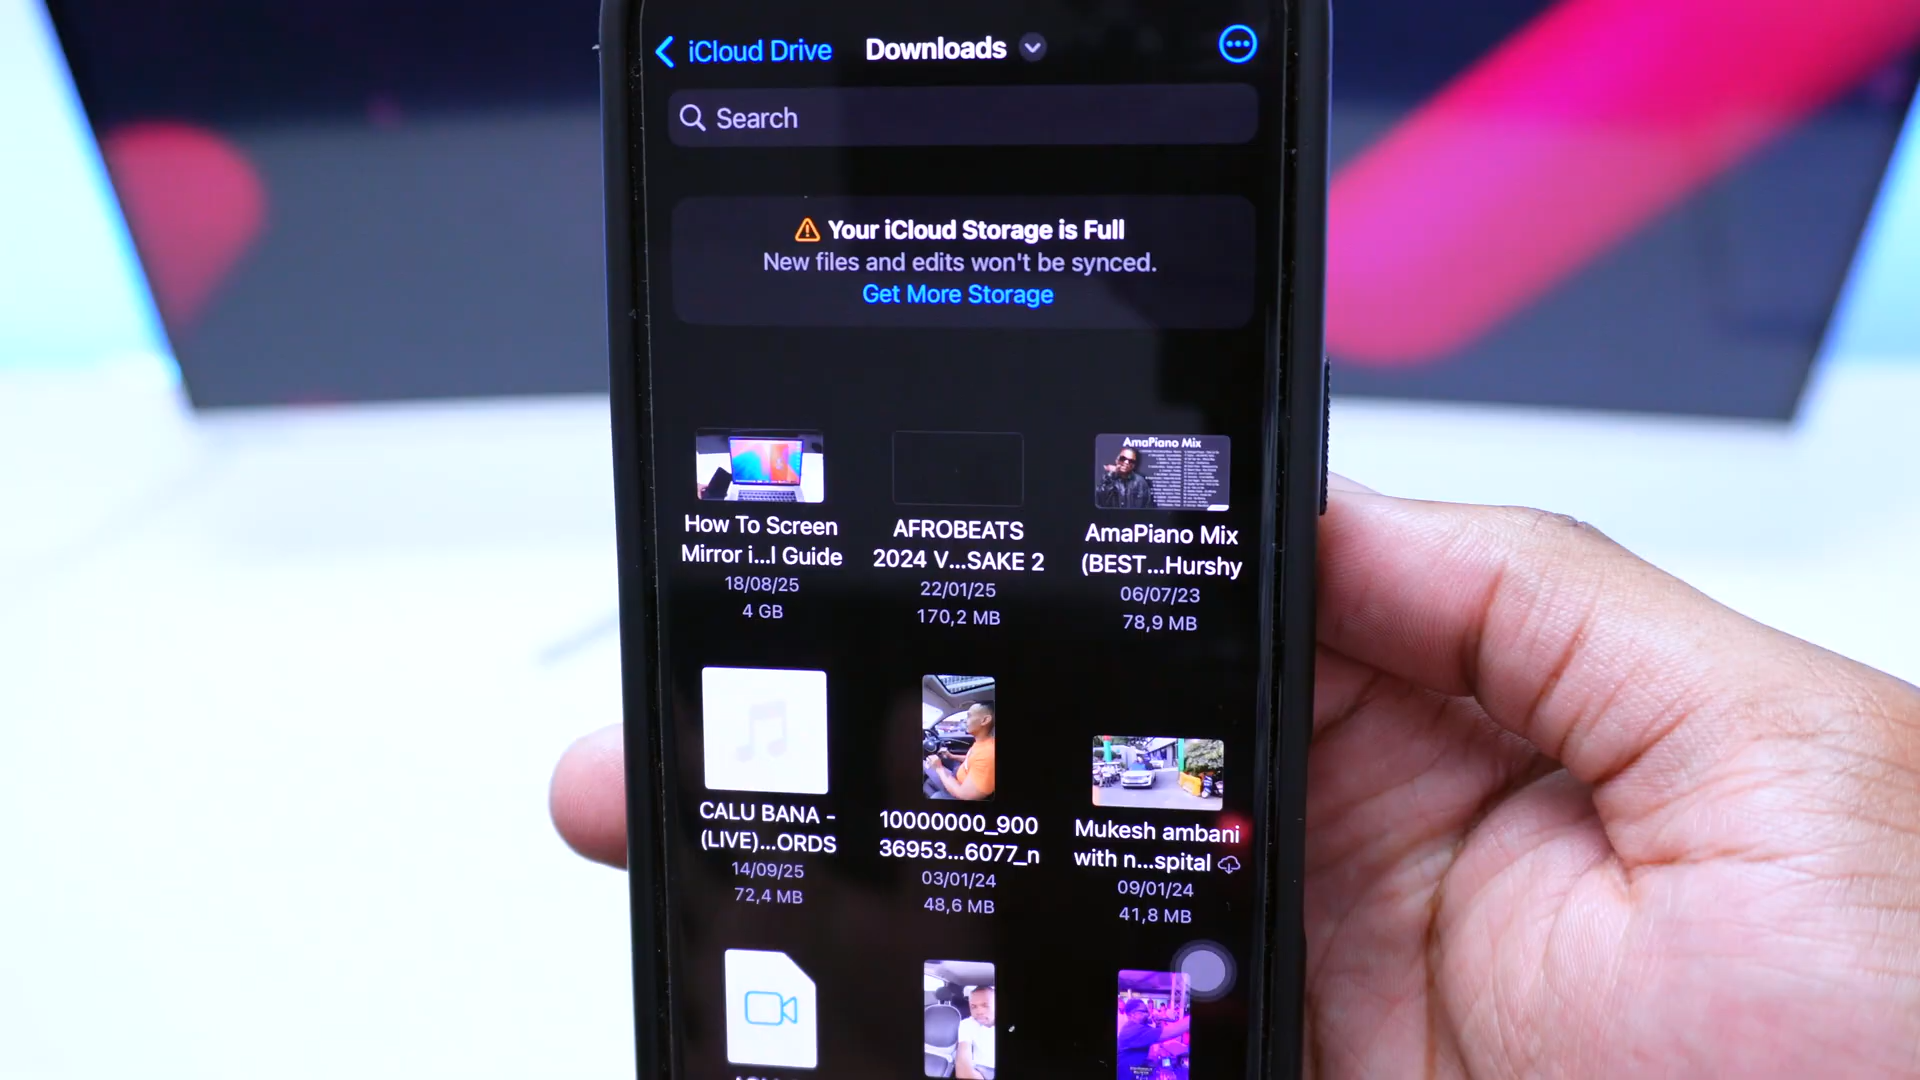 iCloud Drive
Downloads
Search
Your iCloud Storage is Full
New files and edits won't be synced.
Get More Storage
How To Screen
Mirror i...l Guide
18/08/25
4 GB
AFROBEATS
2024 V...SAKE 2
22/01/25
170,2 MB
AmaPiano Mix
AmaPiano Mix
(BEST...Hurshy
06/07/23
78,9 MB
CALU BANA -
(LIVE)...ORDS
14/09/25
72,4 MB
10000000_900
36953...6077_n
03/01/24
48,6 MB
Mukesh ambani
with n...spital
09/01/24
41,8 MB